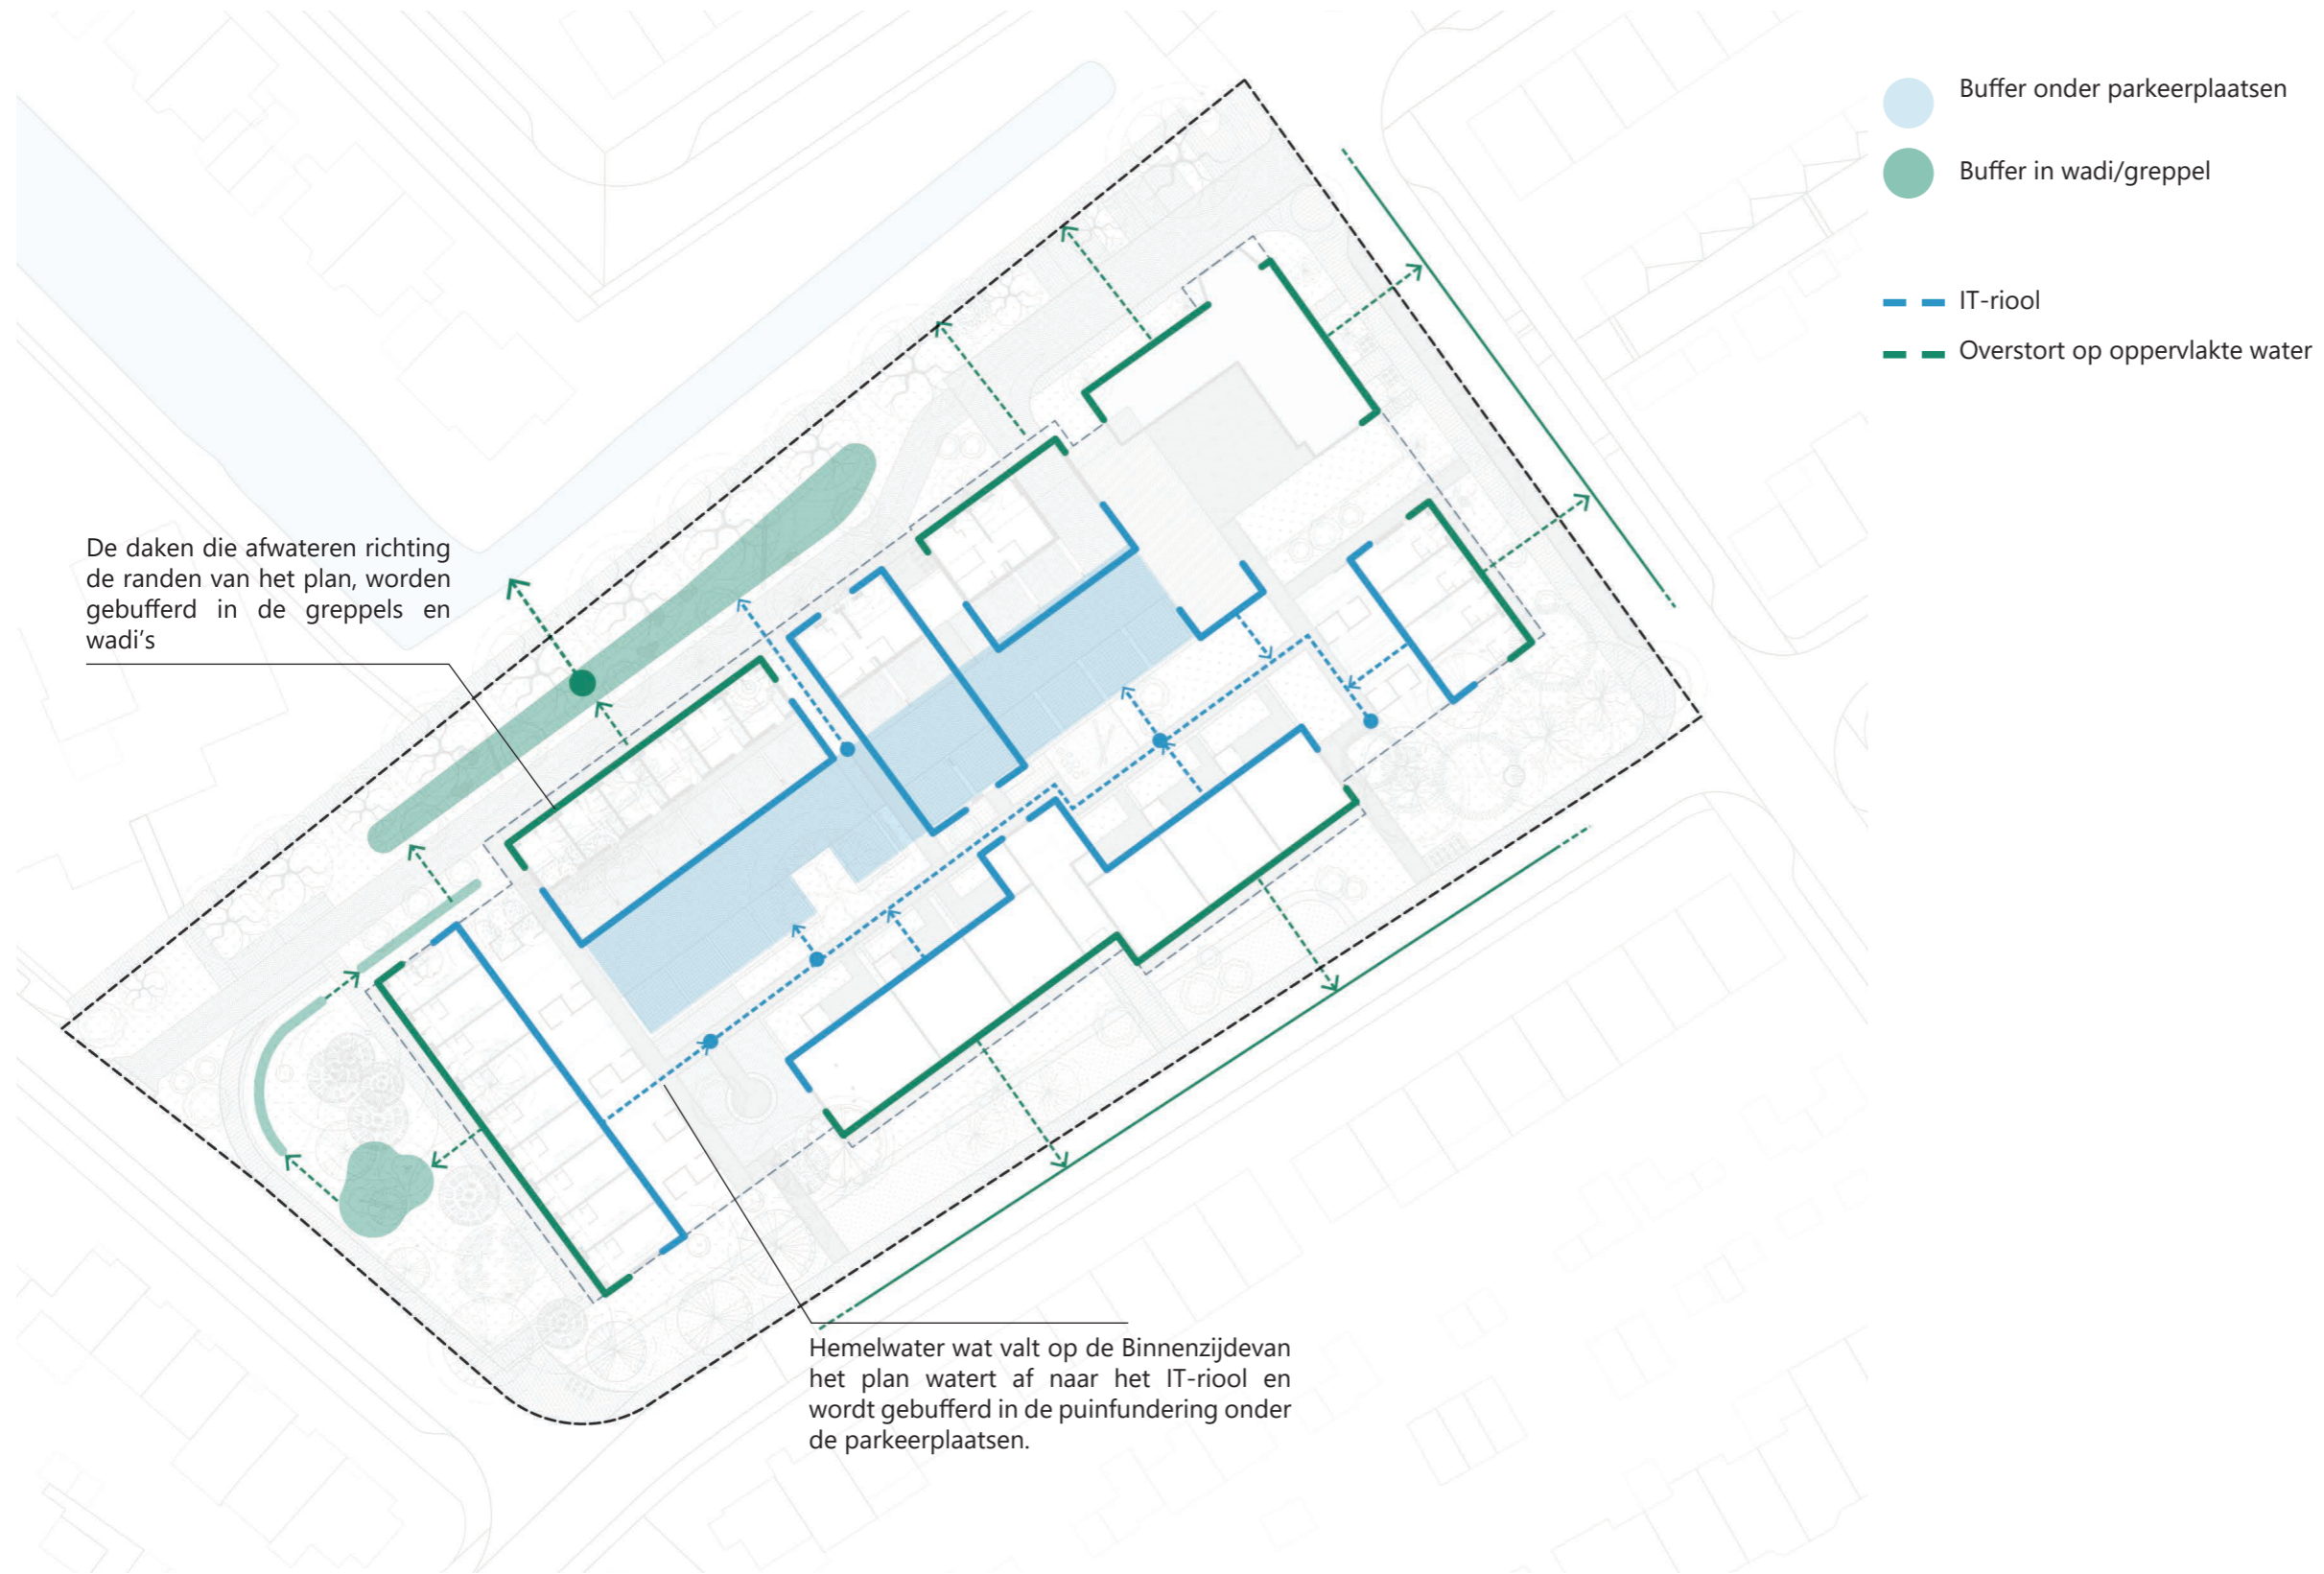 Buffer onder parkeerplaatsen
Buffer in wadi/greppel
IT-riool
Overstort op oppervlakte water
De daken die afwateren richting
de randen van het plan, worden
gebufferd in de greppels en
wadi's
Hemelwater wat valt op de Binnenzijdevan
het plan watert af naar het IT-riool en
wordt gebufferd in de puinfundering onder
de parkeerplaatsen.